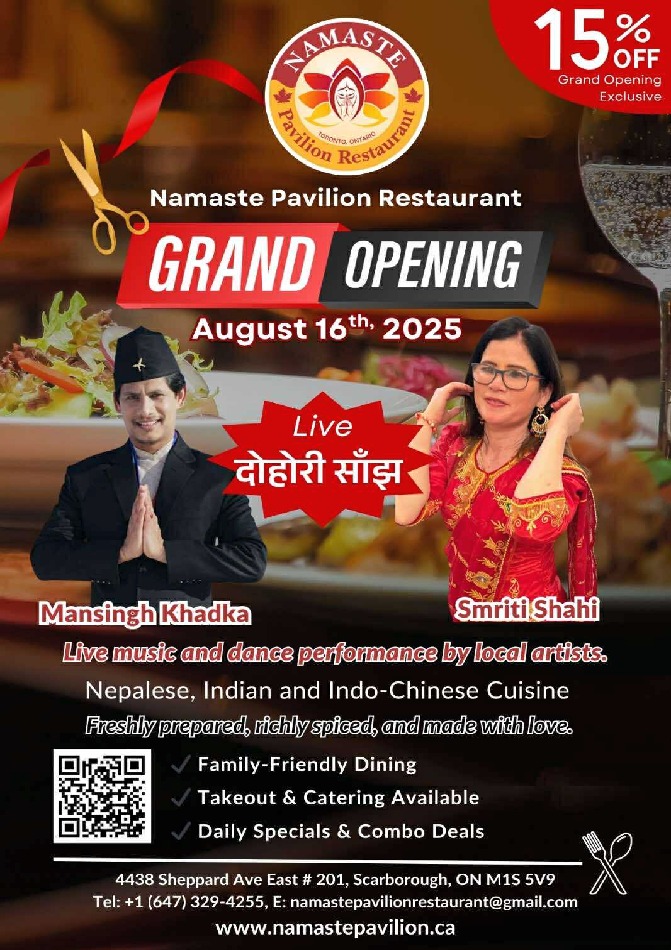 15% OFF
Grand Opening
Exclusive
NAMASTE
TORONTO, ONTARIO
Pavilion Restaurant
Namaste Pavilion Restaurant
GRAND OPENING
August 16th, 2025
Live
दोहोरी साँझ
Mansingh Khadka
Smriti Shahi
Live music and dance performance by local artists.
Nepalese, Indian and Indo-Chinese Cuisine
Freshly prepared, richly spiced, and made with love.
Family-Friendly Dining
Takeout & Catering Available
Daily Specials & Combo Deals
4438 Sheppard Ave East # 201, Scarborough, ON M1S 5V9
Tel: +1 (647) 329-4255, E: namastepavilionrestaurant@gmail.com
www.namastepavilion.ca